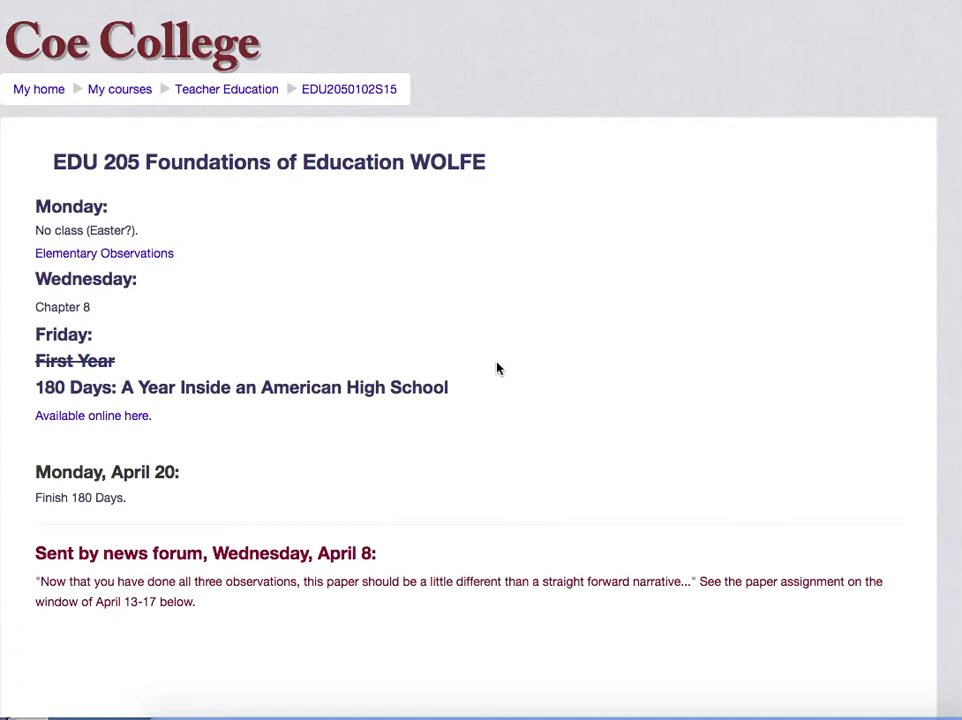 Coe College
My home My courses Teacher Education EDU2050102S15
EDU 205 Foundations of Education WOLFE
Monday:
No class (Easter?).
Elementary Observations
Wednesday:
Chapter 8
Friday:
First Year
180 Days: A Year Inside an American High School
Available online here.
Monday, April 20:
Finish 180 Days.
Sent by news forum, Wednesday, April 8:
"Now that you have done all three observations, this paper should be a little different than a straight forward narrative..." See the paper assignment on the
window of April 13-17 below.